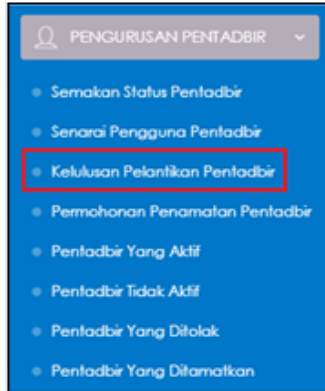 PENGURUSAN PENTADBIR
Semakan Status Pentadbir
Senarai Pengguna Pentadbir
Kelulusan Pelantikan Pentadbir
Permohonan Penamatan Pentadbir
Pentadbir Yang Aktif
Pentadbir Tidak Aktif
Pentadbir Yang Ditolak
Pentadbir Yang Ditamatkan